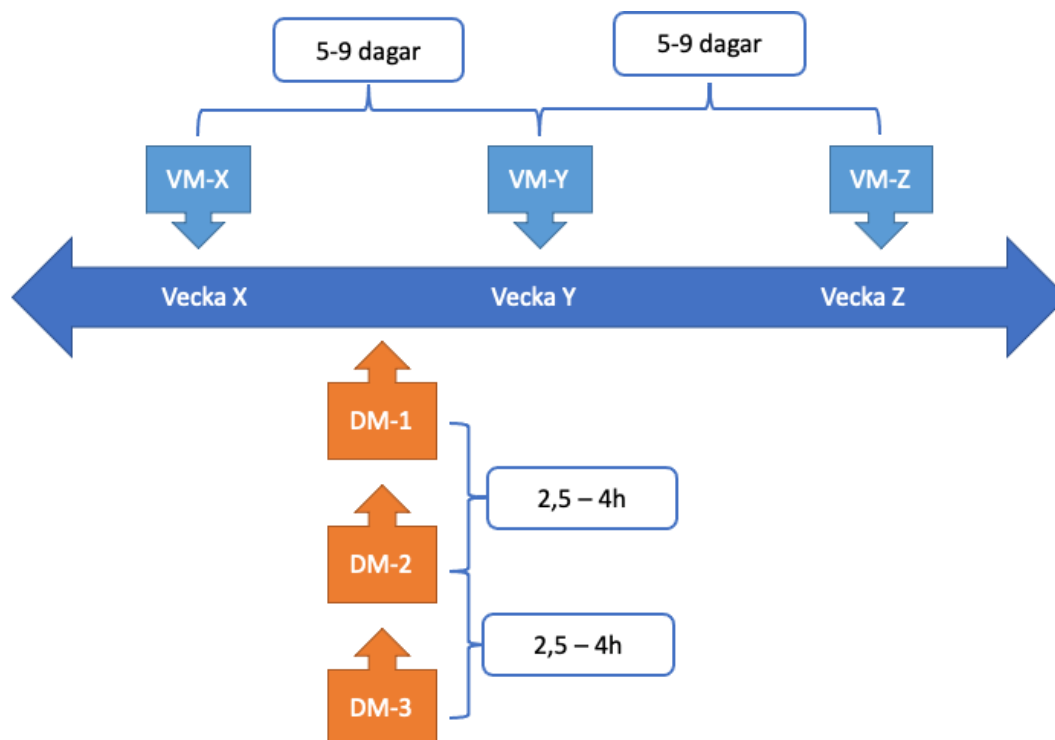 5-9 dagar
5-9 dagar
VM-X
VM-Y
VM-Z
Vecka X
Vecka Y
Vecka Z
DM-1
2,5 – 4h
DM-2
2,5 – 4h
DM-3